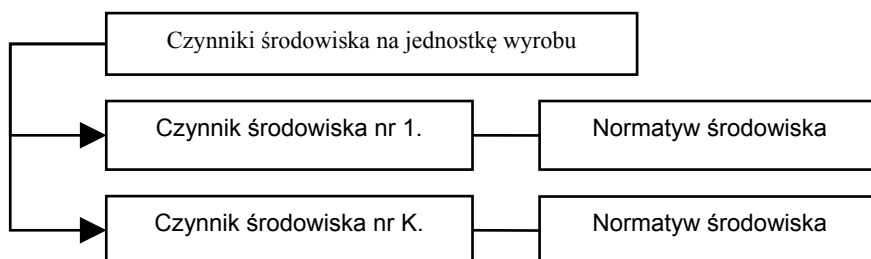 Czynniki środowiska na jednostkę wyrobu
Czynnik środowiska nr 1.
Normatyw środowiska
Czynnik środowiska nr K.
Normatyw środowiska